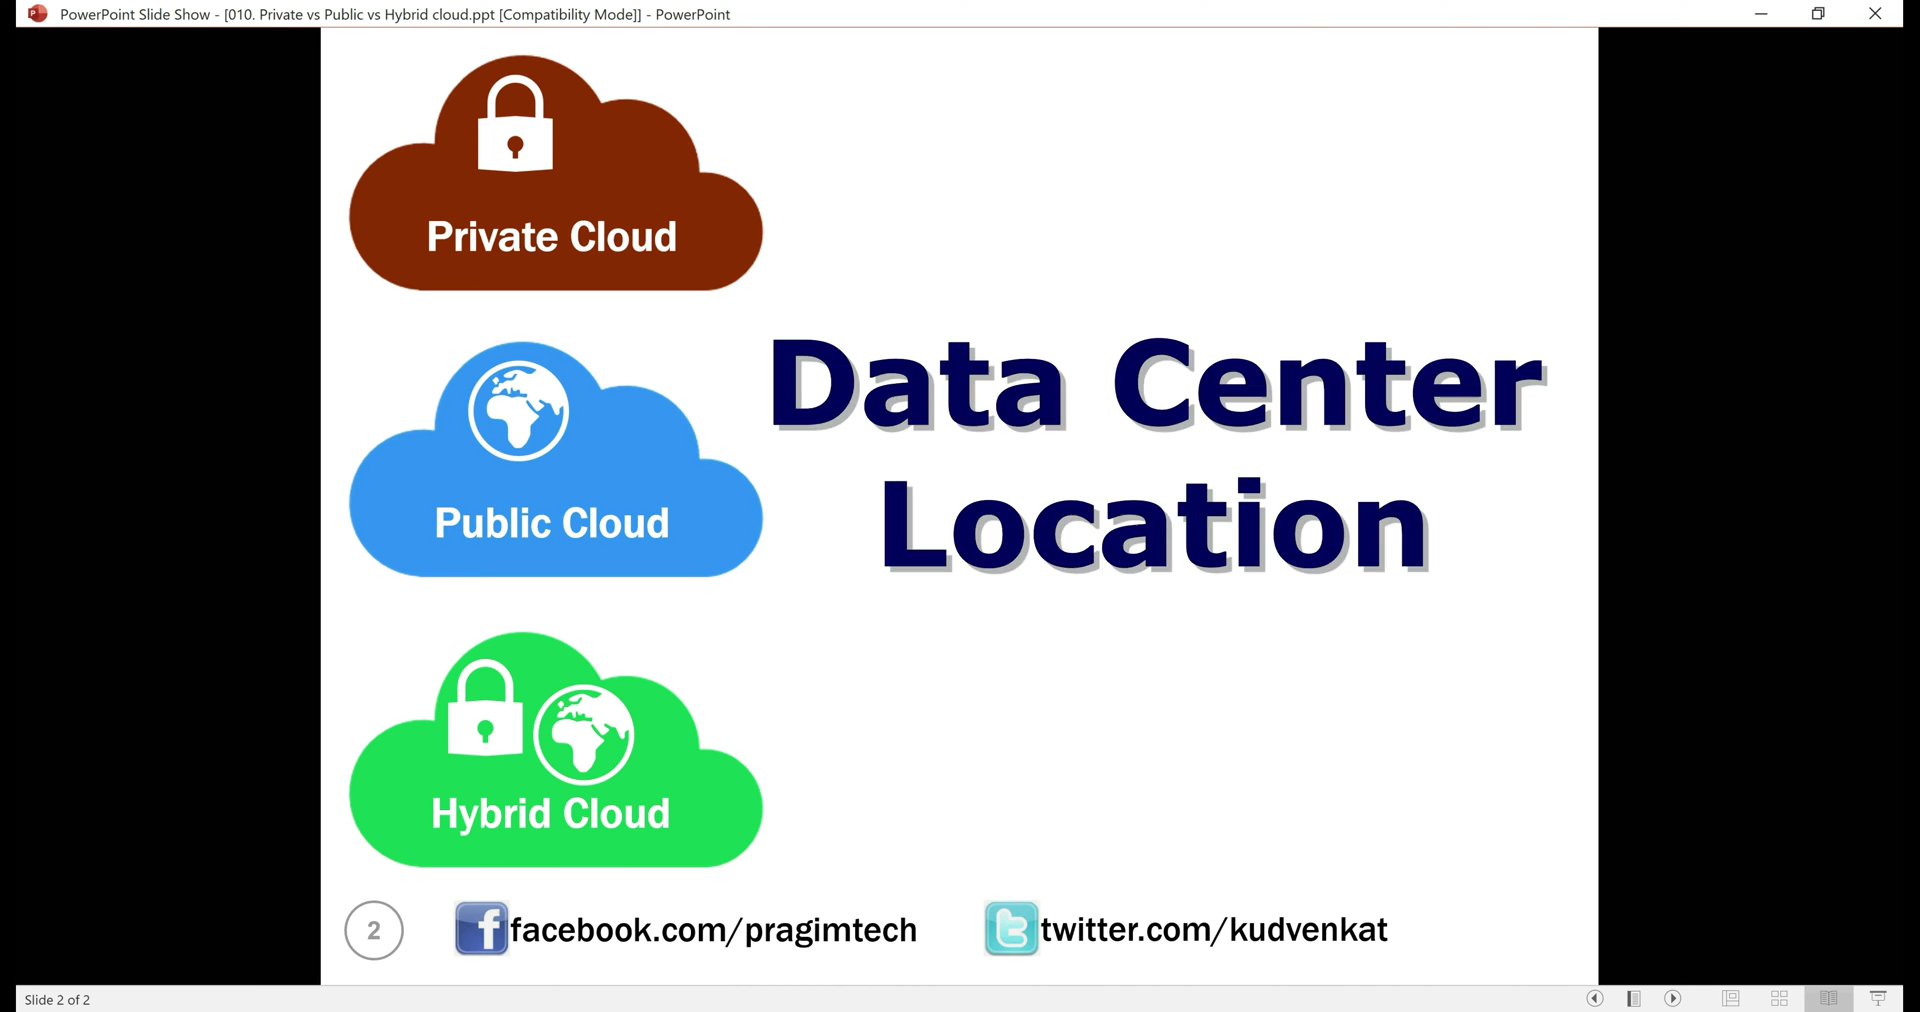 PowerPoint Slide Show - [010. Private vs Public vs Hybrid cloud.ppt [Compatibility Mode]] - PowerPoint
Private Cloud
Data Center
Location
Public Cloud
Hybrid Cloud
2
facebook.com/pragimtech
twitter.com/kudvenkat
Slide 2 of 2